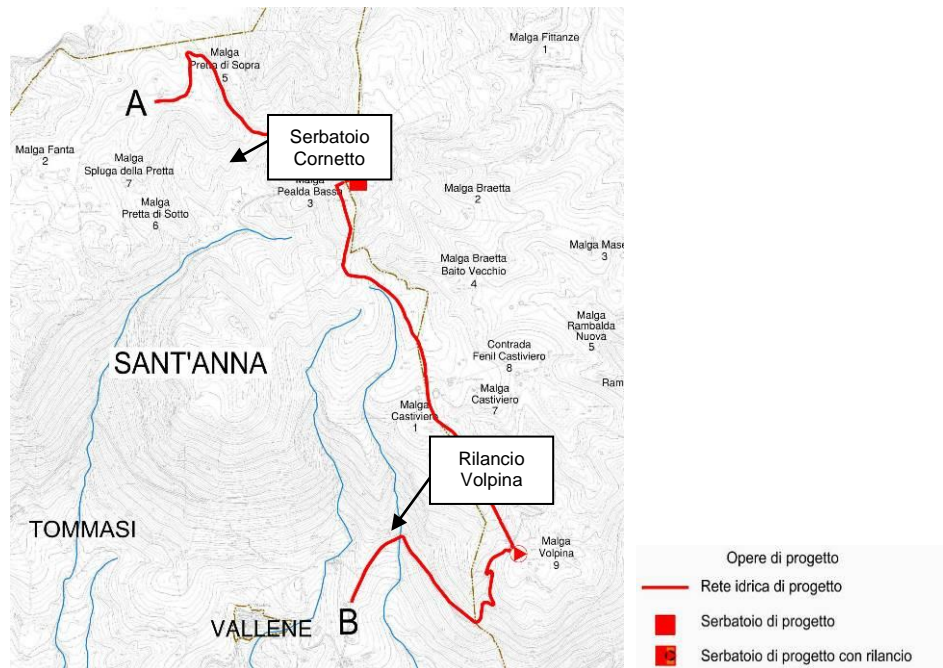 Malga Fittanze
1
Malga
Pretta di Sopra
5
A
Serbatoio
Cornetto
Malga Fanta
2
Malga
Spluga della Pretta
7
Malga
Pealda Bassa
3
Malga Braetta
2
Malga
Pretta di Sotto
6
Malga Mase
3
Malga Braetta
Baito Vecchio
4
Malga
Rambalda
Nuova
5
Contrada
Fenil Castiviero
8
SANT'ANNA
Ram
Malga
Castiviero
7
Malga
Castiviero
1
Rilancio
Volpina
TOMMASI
Malga
Volpina
9
VALLENE
B
Opere di progetto
Rete idrica di progetto
Serbatoio di progetto
Serbatoio di progetto con rilancio